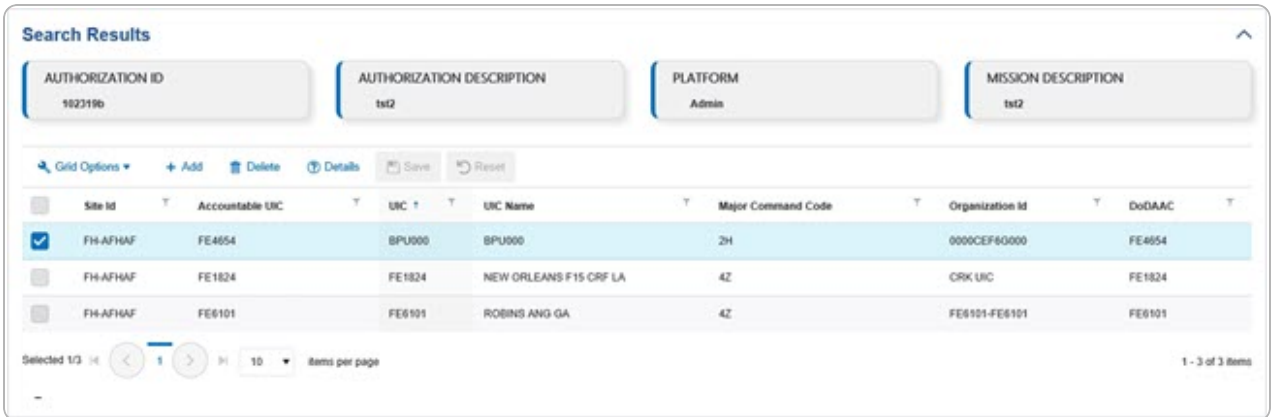 Search Results
AUTHORIZATION ID AUTHORIZATION DESCRIPTION PLATFORM MISSION DESCRIPTION
102319b tst2 Admin tst2
Grid Options + Add Delete Details Save Reset
Site Id Accountable UIC UIC ↑ UIC Name Major Command Code Organization Id DoDAAC
FH-AFHAF FE4654 BPU000 BPU000 2H 0000CEF6G000 FE4654
FH-AFHAF FE1824 FE1824 NEW ORLEANS F15 CRF LA 4Z CRK UIC FE1824
FH-AFHAF FE6101 FE6101 ROBINS ANG GA 4Z FE6101-FE6101 FE6101
Selected 1/3 1 10 items per page 1 - 3 of 3 items